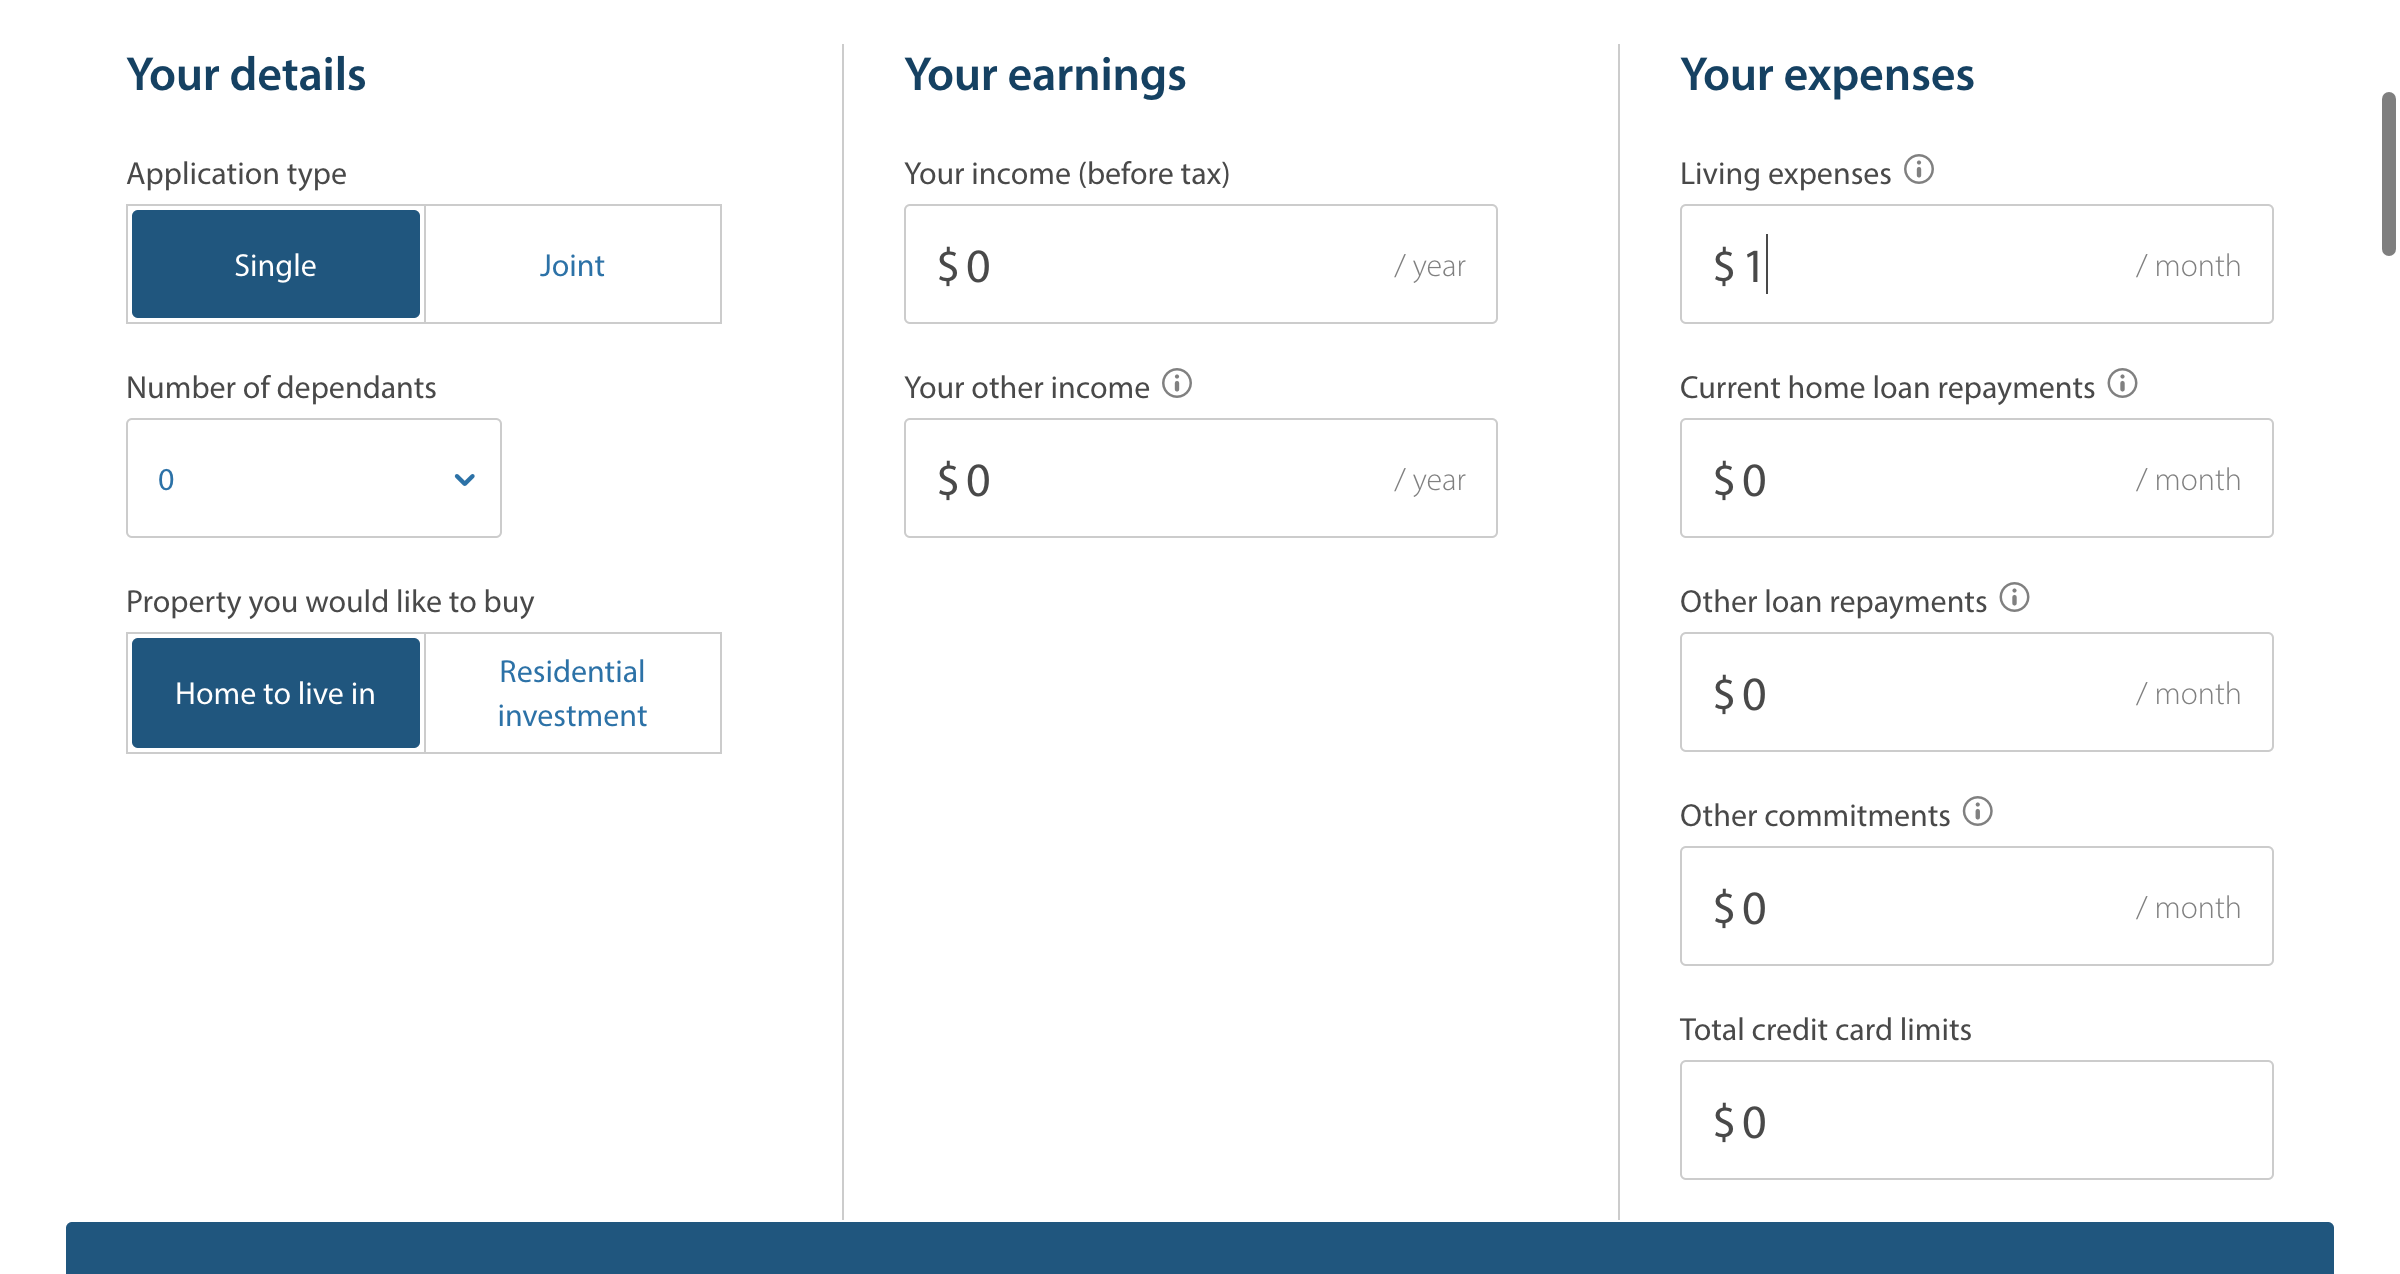 Your details
Application type
Single
Joint
Number of dependants
0
Property you would like to buy
Home to live in
Residential
investment
Your earnings
Your income (before tax)
$ 0 / year
Your other income
$ 0 / year
Your expenses
Living expenses
$ 1 / month
Current home loan repayments
$ 0 / month
Other loan repayments
$ 0 / month
Other commitments
$ 0 / month
Total credit card limits
$ 0